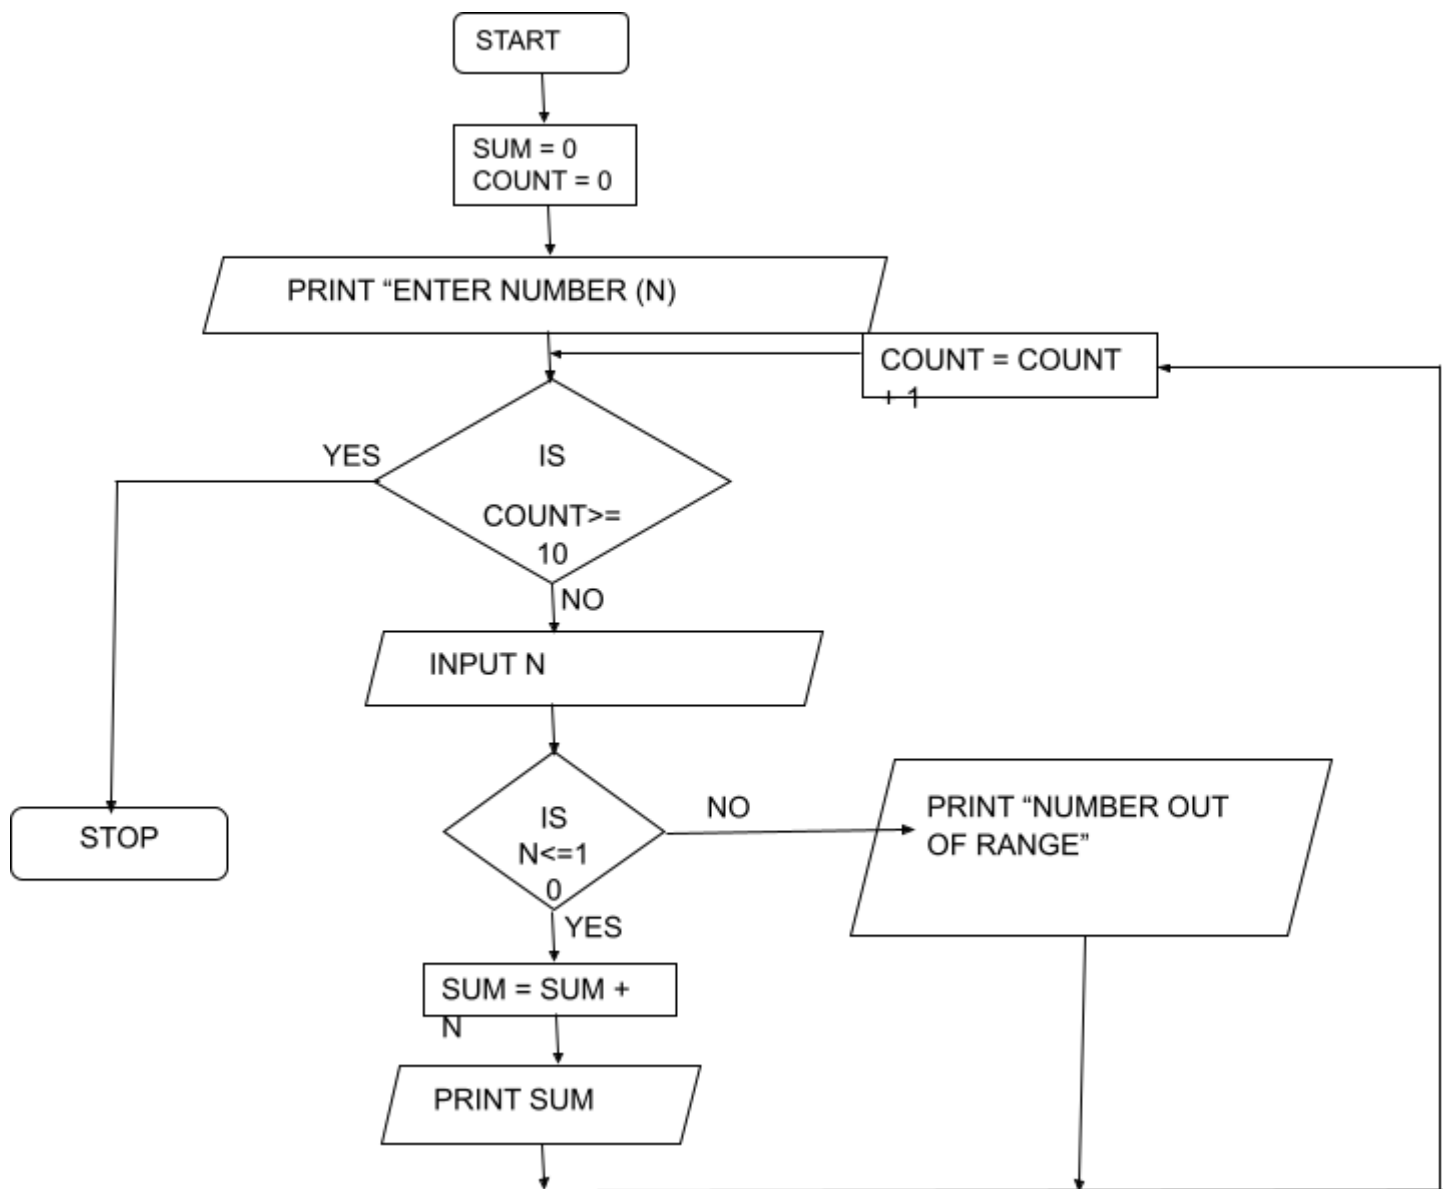 START
SUM = 0
COUNT = 0
PRINT “ENTER NUMBER (N)
COUNT = COUNT
+ 1
YES
IS
COUNT>=
10
NO
INPUT N
STOP
IS
N<=1
0
NO
PRINT “NUMBER OUT
OF RANGE”
YES
SUM = SUM +
N
PRINT SUM